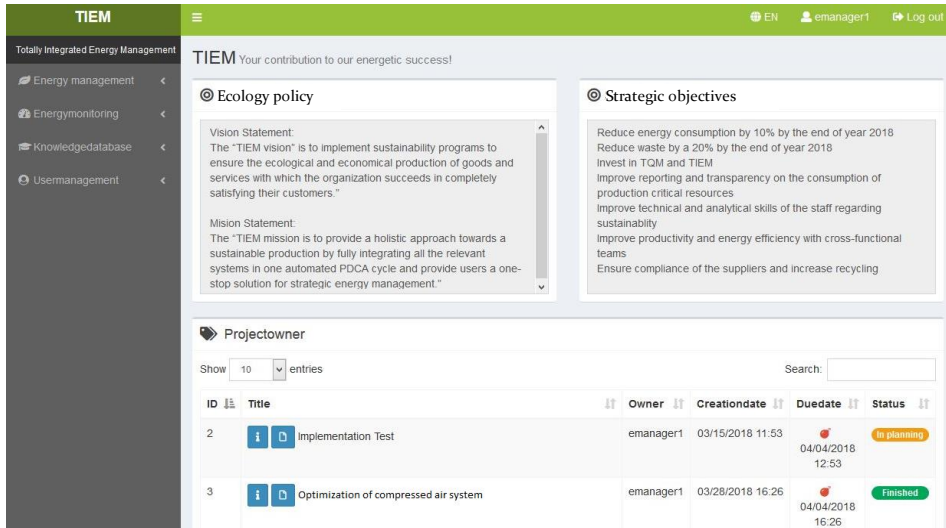 TIEM
EN
emanager1
Log out
Totally Integrated Energy Management
Energy management
Energymonitoring
Knowledgedatabase
Usermanagement
TIEM Your contribution to our energetic success!
Ecology policy
Vision Statement:
The “TIEM vision” is to implement sustainability programs to
ensure the ecological and economical production of goods and
services with which the organization succeeds in completely
satisfying their customers.”
Mision Statement:
The “TIEM mission is to provide a holistic approach towards a
sustainable production by fully integrating all the relevant
systems in one automated PDCA cycle and provide users a one-
stop solution for strategic energy management.”
Strategic objectives
Reduce energy consumption by 10% by the end of year 2018
Reduce waste by a 20% by the end of year 2018
Invest in TQM and TIEM
Improve reporting and transparency on the consumption of
production critical resources
Improve technical and analytical skills of the staff regarding
sustainablity
Improve productivity and energy efficiency with cross-functional
teams
Ensure compliance of the suppliers and increase recycling
Projectowner
Show 10 entries
Search:
ID Title Owner Creationdate Duedate Status
2 Implementation Test emanager1 03/15/2018 11:53 04/04/2018 12:53 In planning
3 Optimization of compressed air system emanager1 03/28/2018 16:26 04/04/2018 16:26 Finished